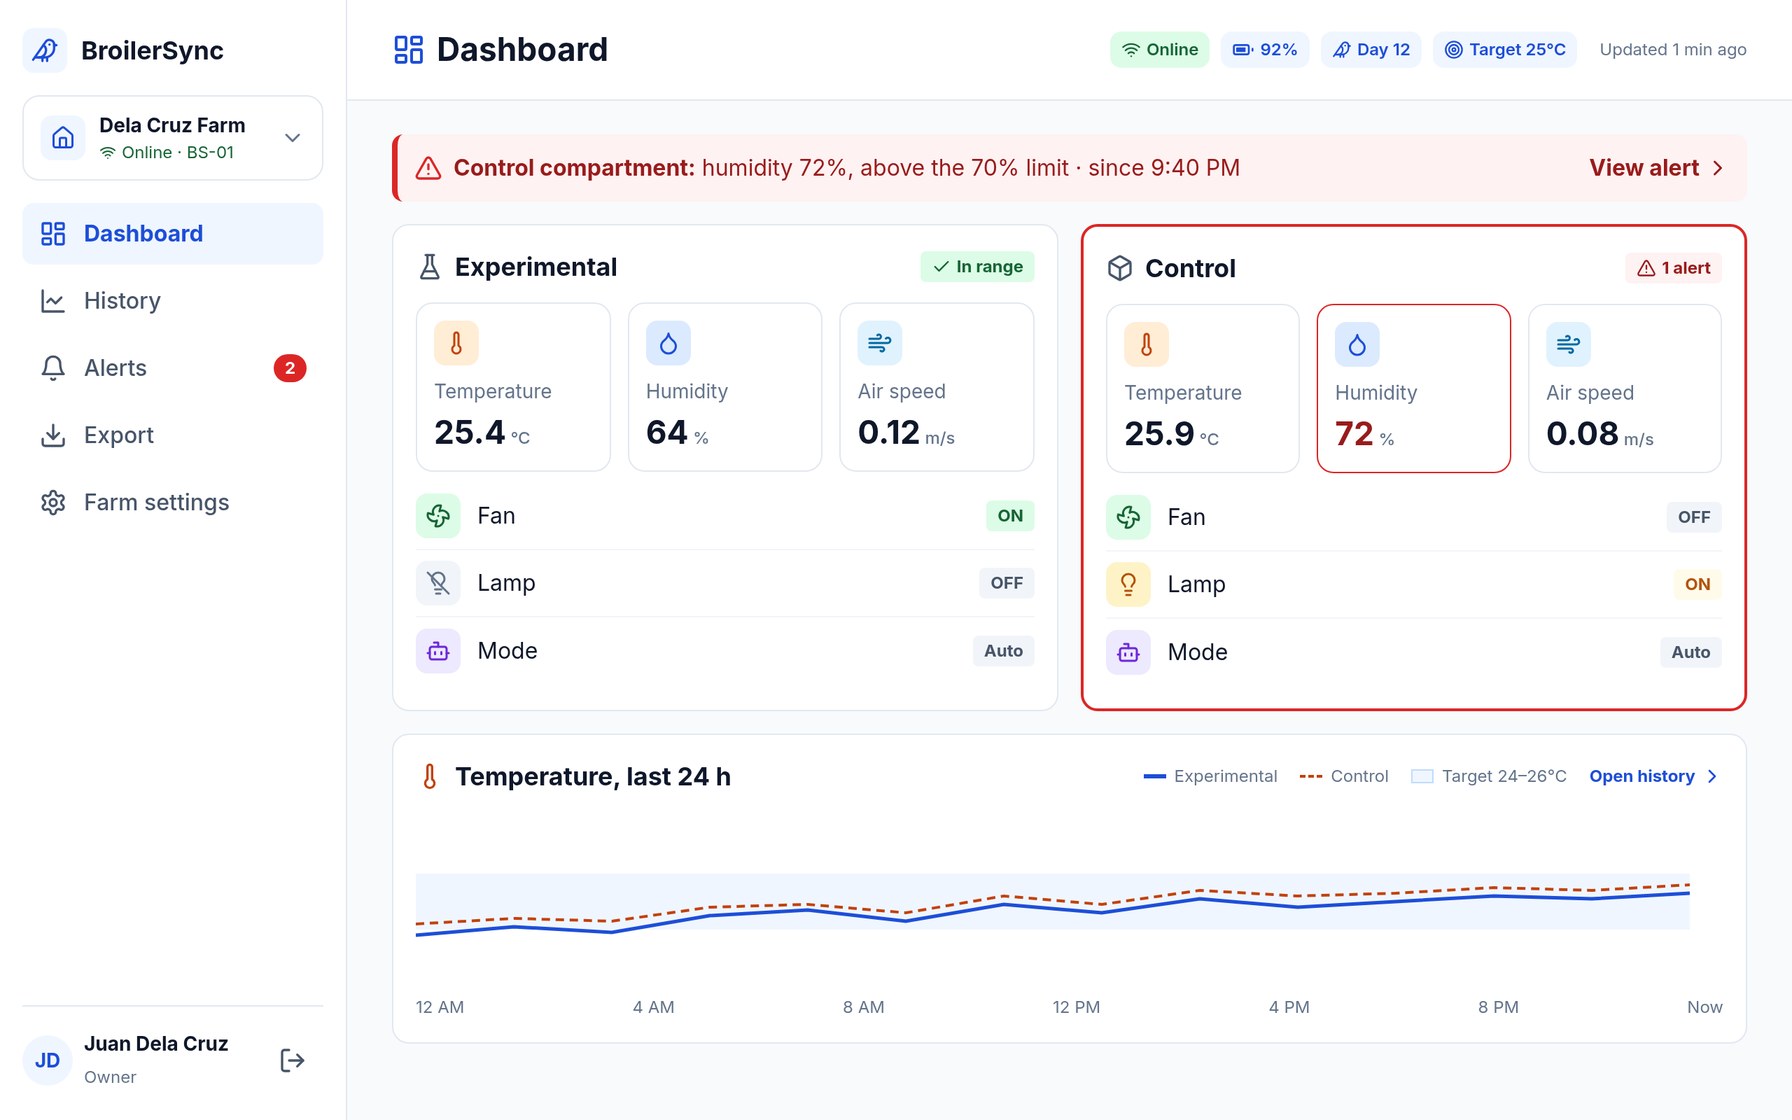 BroilerSync
Dela Cruz Farm
Online · BS-01
Dashboard
History
Alerts 2
Export
Farm settings
JD
Juan Dela Cruz
Owner
Dashboard
Online 92% Day 12 Target 25°C Updated 1 min ago
Control compartment: humidity 72%, above the 70% limit · since 9:40 PM View alert
Experimental In range
Temperature Humidity Air speed
25.4 °C 64 % 0.12 m/s
Fan ON
Lamp OFF
Mode Auto
Control 1 alert
Temperature Humidity Air speed
25.9 °C 72 % 0.08 m/s
Fan OFF
Lamp ON
Mode Auto
Temperature, last 24 h Experimental Control Target 24–26°C Open history
12 AM 4 AM 8 AM 12 PM 4 PM 8 PM Now